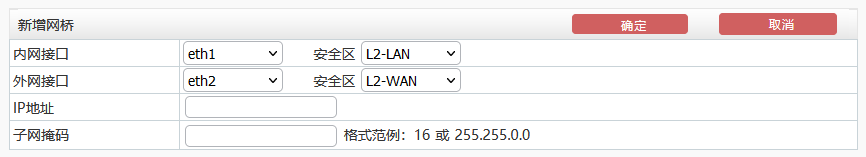 新增网桥 确定 取消
内网接口 eth1 安全区 L2-LAN
外网接口 eth2 安全区 L2-WAN
IP地址
子网掩码 格式范例：16 或 255.255.0.0